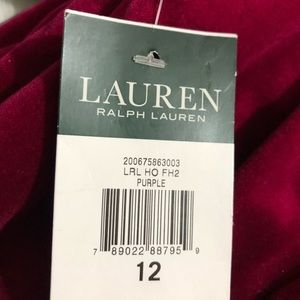 LAUREN
RALPH LAUREN
200675863003
LRL HO FH2
PURPLE
7 89022 88795 9
12